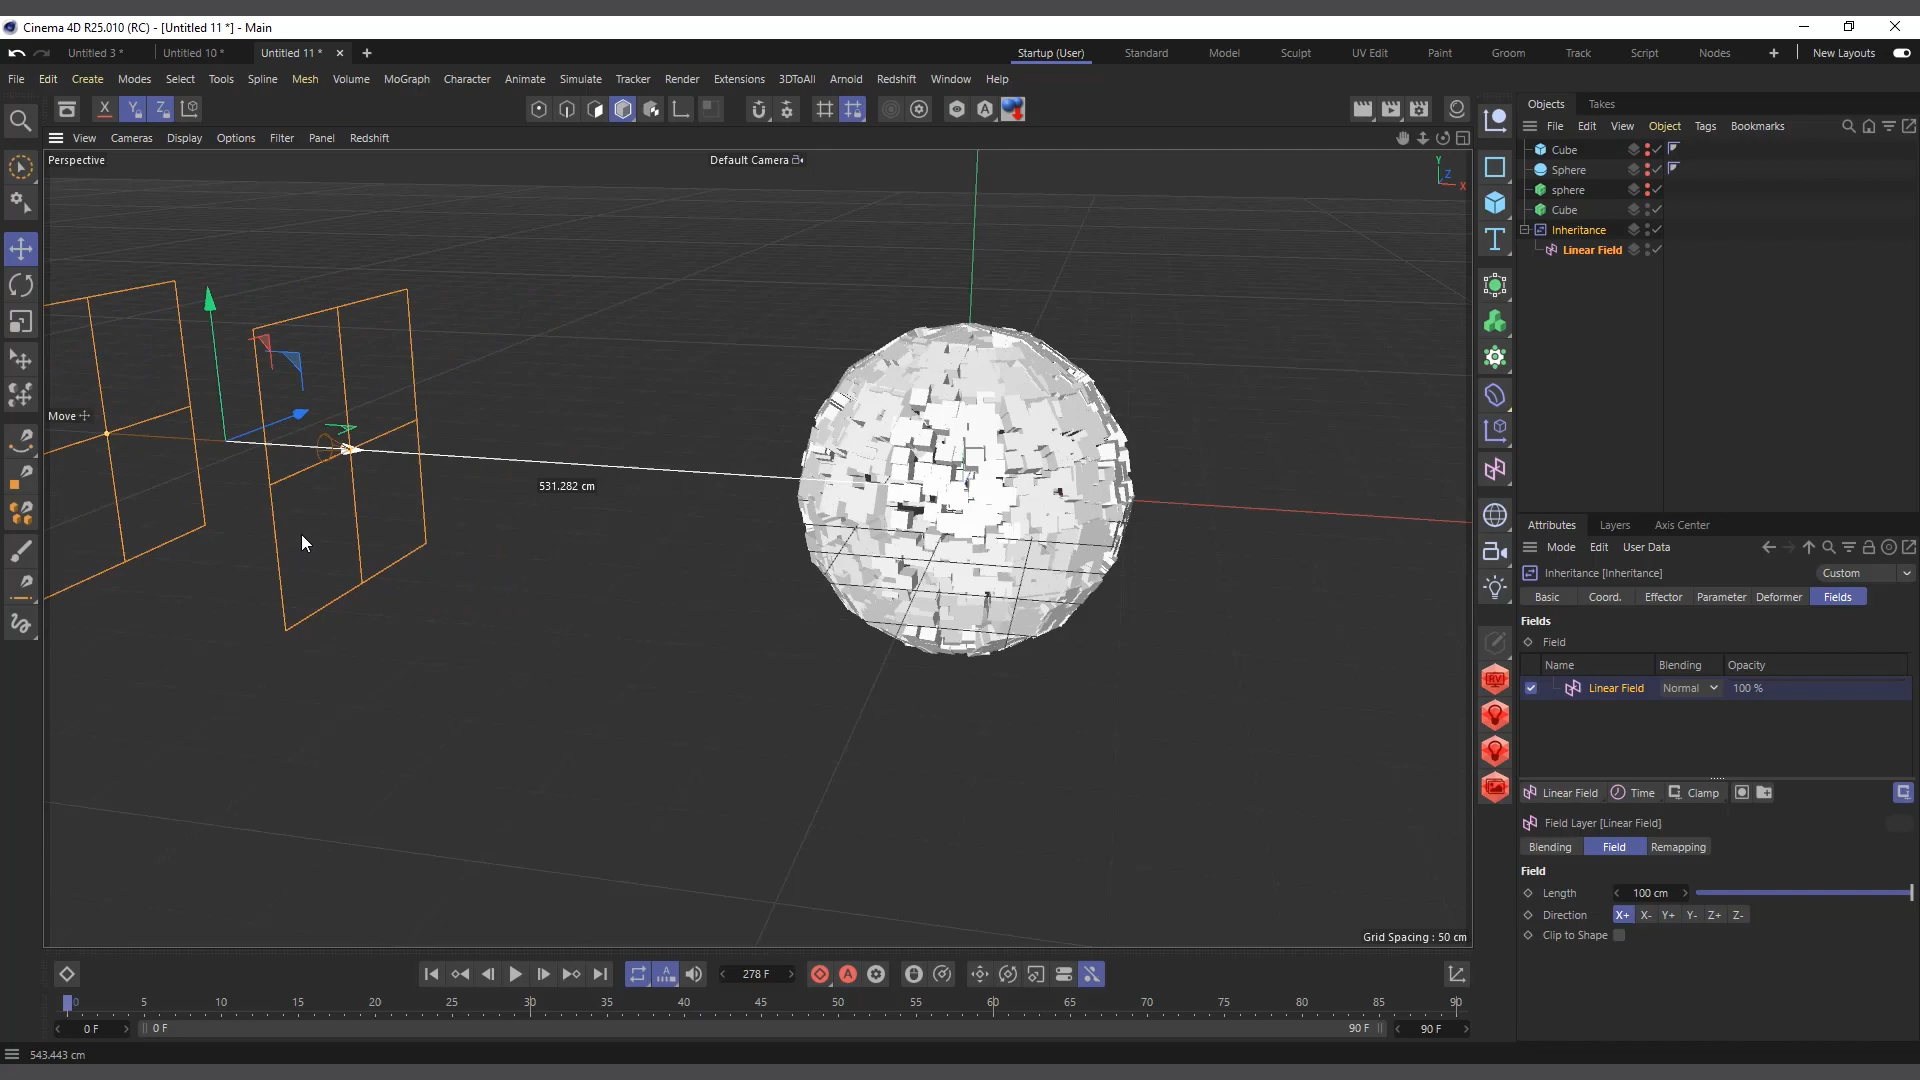 Cinema 4D R25.010 (RC) - [Untitled 11 *] - Main
Untitled 3 * Untitled 10 * Untitled 11 * Startup (User) Standard Model Sculpt UV Edit Paint Groom Track Script Nodes New Layouts
File Edit Create Modes Select Tools Spline Mesh Volume MoGraph Character Animate Simulate Tracker Render Extensions 3DToAll Arnold Redshift Window Help
X Y Z
Objects Takes
View Cameras Display Options Filter Panel Redshift
File Edit View Object Tags Bookmarks
Perspective Default Camera
Y Z X
Cube
Sphere
sphere
Cube
Inheritance
Linear Field
Move
531.282 cm
Attributes Layers Axis Center
Mode Edit User Data
Inheritance [Inheritance] Custom
Basic Coord. Effector Parameter Deformer Fields
Fields
Field
Name Blending Opacity
Linear Field Normal 100 %
RV
Linear Field Time Clamp
Field Layer [Linear Field]
Blending Field Remapping
Field
Length 100 cm
Direction X+ X- Y+ Y- Z+ Z-
Clip to Shape
Grid Spacing : 50 cm
278 F
0 5 10 15 20 25 30 35 40 45 50 55 60 65 70 75 80 85 90
0 F 0 F 90 F 90 F
543.443 cm